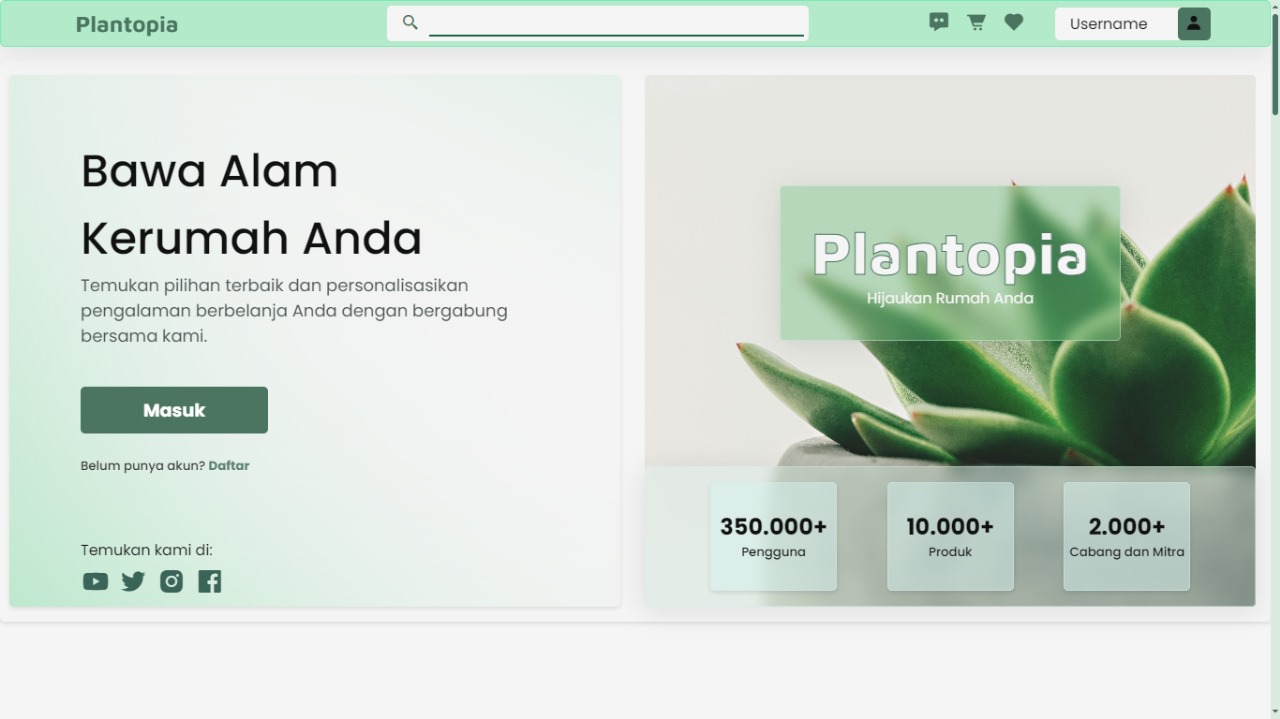 Plantopia
Username
Bawa Alam
Kerumah Anda
Temukan pilihan terbaik dan personalisasikan
pengalaman berbelanja Anda dengan bergabung
bersama kami.
Masuk
Belum punya akun? Daftar
Temukan kami di:
Plantopia
Hijaukan Rumah Anda
350.000+
Pengguna
10.000+
Produk
2.000+
Cabang dan Mitra